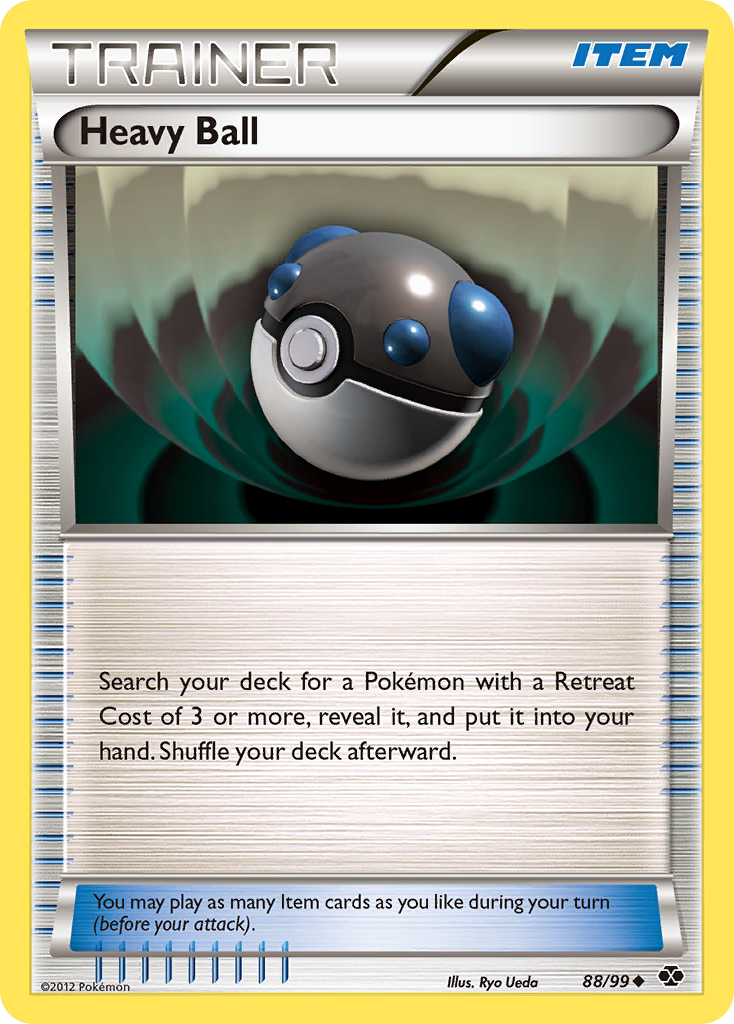 TRAINER
ITEM
Heavy Ball
Search your deck for a Pokémon with a Retreat
Cost of 3 or more, reveal it, and put it into your
hand. Shuffle your deck afterward.
You may play as many Item cards as you like during your turn
(before your attack).
©2012 Pokémon
Illus. Ryo Ueda
88/99